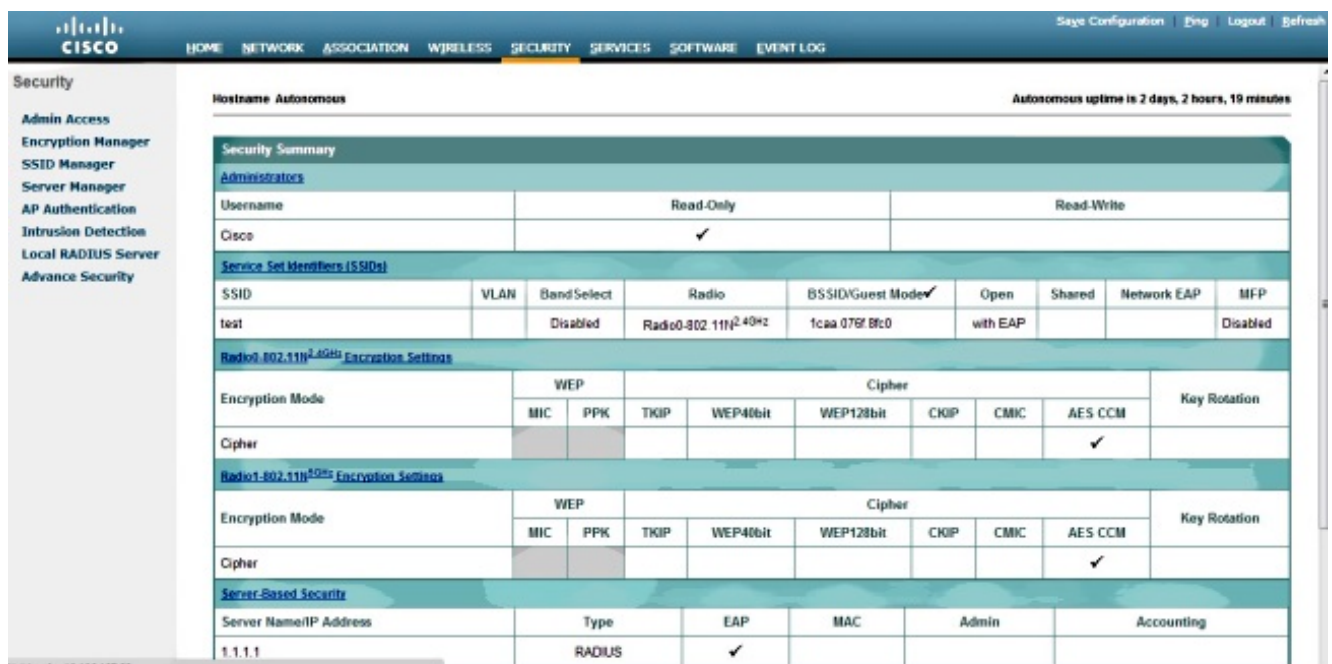 Save Configuration Ping Logout Refresh
CISCO
HOME NETWORK ASSOCIATION WIRELESS SECURITY SERVICES SOFTWARE EVENT LOG
Security
Admin Access
Encryption Manager
SSID Manager
Server Manager
AP Authentication
Intrusion Detection
Local RADIUS Server
Advance Security
Hostname Autonomous
Autonomous uptime is 2 days, 2 hours, 19 minutes
Security Summary
Administrators
Username Read-Only Read-Write
Cisco ✓
Service Set Identifiers (SSIDs)
SSID VLAN BandSelect Radio BSSID/Guest Mode✓ Open Shared Network EAP MFP
test Disabled Radio0-802.11N2.4GHz 1caa.076f.8fc0 with EAP Disabled
Radio0-802.11N2.4GHz Encryption Settings
Encryption Mode WEP Cipher Key Rotation
MIC PPK TKIP WEP40bit WEP128bit CKIP CMIC AES CCM
Cipher ✓
Radio1-802.11N5GHz Encryption Settings
Encryption Mode WEP Cipher Key Rotation
MIC PPK TKIP WEP40bit WEP128bit CKIP CMIC AES CCM
Cipher ✓
Server-Based Security
Server Name/IP Address Type EAP MAC Admin Accounting
1.1.1.1 RADIUS ✓